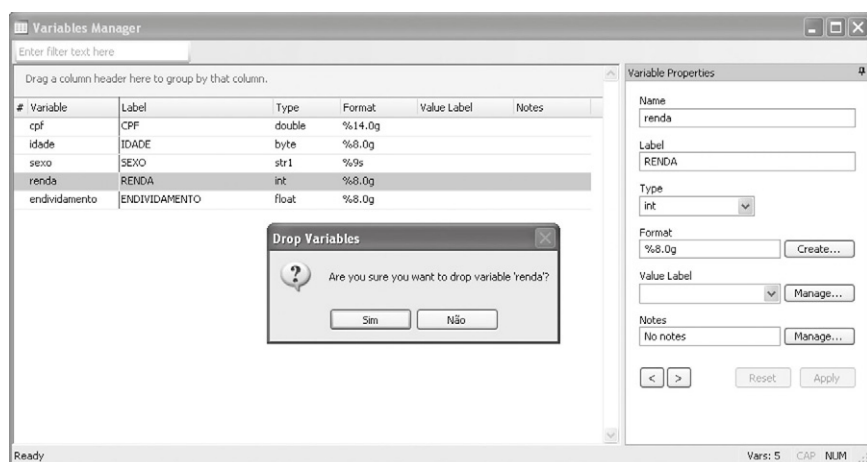 Variables Manager
Enter filter text here
Drag a column header here to group by that column.
# Variable Label Type Format Value Label Notes
cpf CPF double %14.0g
idade IDADE byte %8.0g
sexo SEXO str1 %9s
renda RENDA int %8.0g
endividamento ENDIVIDAMENTO float %8.0g
Drop Variables
Are you sure you want to drop variable 'renda'?
Sim Não
Variable Properties
Name
renda
Label
RENDA
Type
int
Format
%8.0g Create...
Value Label
Manage...
Notes
No notes Manage...
< > Reset Apply
Ready Vars: 5 CAP NUM